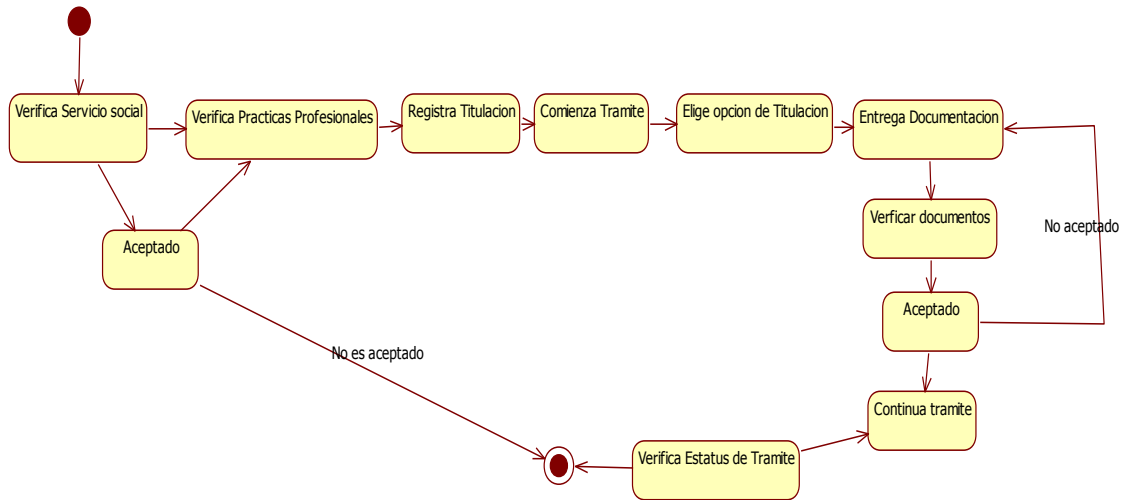 Verifica Servicio social
Verifica Practicas Profesionales
Registra Titulacion
Comienza Tramite
Elige opcion de Titulacion
Entrega Documentacion
Verficar documentos
No aceptado
Aceptado
Aceptado
No es aceptado
Continua tramite
Verifica Estatus de Tramite